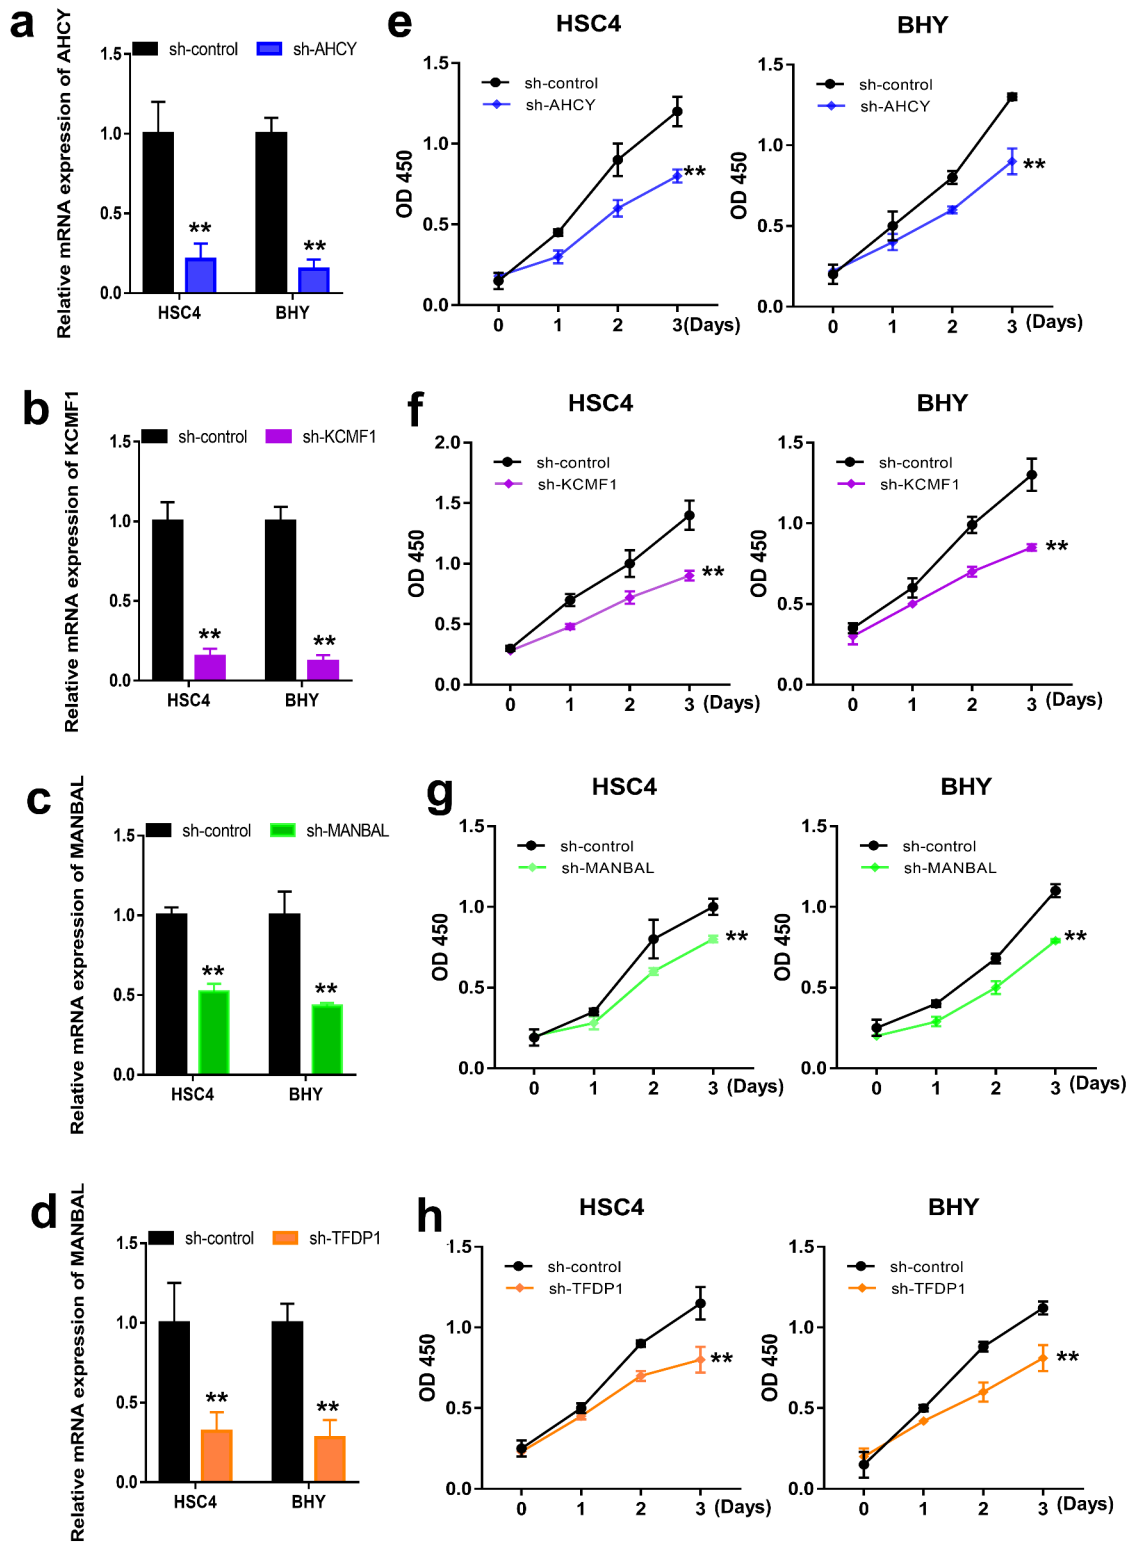 a
Relative mRNA expression of AHCY
sh-control sh-AHCY
1.5
1.0
0.5
0.0
** **
HSC4 BHY
e
HSC4
OD 450
sh-control
sh-AHCY
1.5
1.0
0.5
0.0
**
0 1 2 3 (Days)
BHY
OD 450
sh-control
sh-AHCY
1.5
1.0
0.5
0.0
**
0 1 2 3 (Days)
b
Relative mRNA expression of KCMF1
sh-control sh-KCMF1
1.5
1.0
0.5
0.0
** **
HSC4 BHY
f
HSC4
OD 450
sh-control
sh-KCMF1
2.0
1.5
1.0
0.5
0.0
**
0 1 2 3 (Days)
BHY
OD 450
sh-control
sh-KCMF1
1.5
1.0
0.5
0.0
**
0 1 2 3 (Days)
c
Relative mRNA expression of MANBAL
sh-control sh-MANBAL
1.5
1.0
0.5
0.0
** **
HSC4 BHY
g
HSC4
OD 450
sh-control
sh-MANBAL
1.5
1.0
0.5
0.0
**
0 1 2 3 (Days)
BHY
OD 450
sh-control
sh-MANBAL
1.5
1.0
0.5
0.0
**
0 1 2 3 (Days)
d
Relative mRNA expression of MANBAL
sh-control sh-TFDP1
1.5
1.0
0.5
0.0
** **
HSC4 BHY
h
HSC4
OD 450
sh-control
sh-TFDP1
1.5
1.0
0.5
0.0
**
0 1 2 3 (Days)
BHY
OD 450
sh-control
sh-TFDP1
1.5
1.0
0.5
0.0
**
0 1 2 3 (Days)